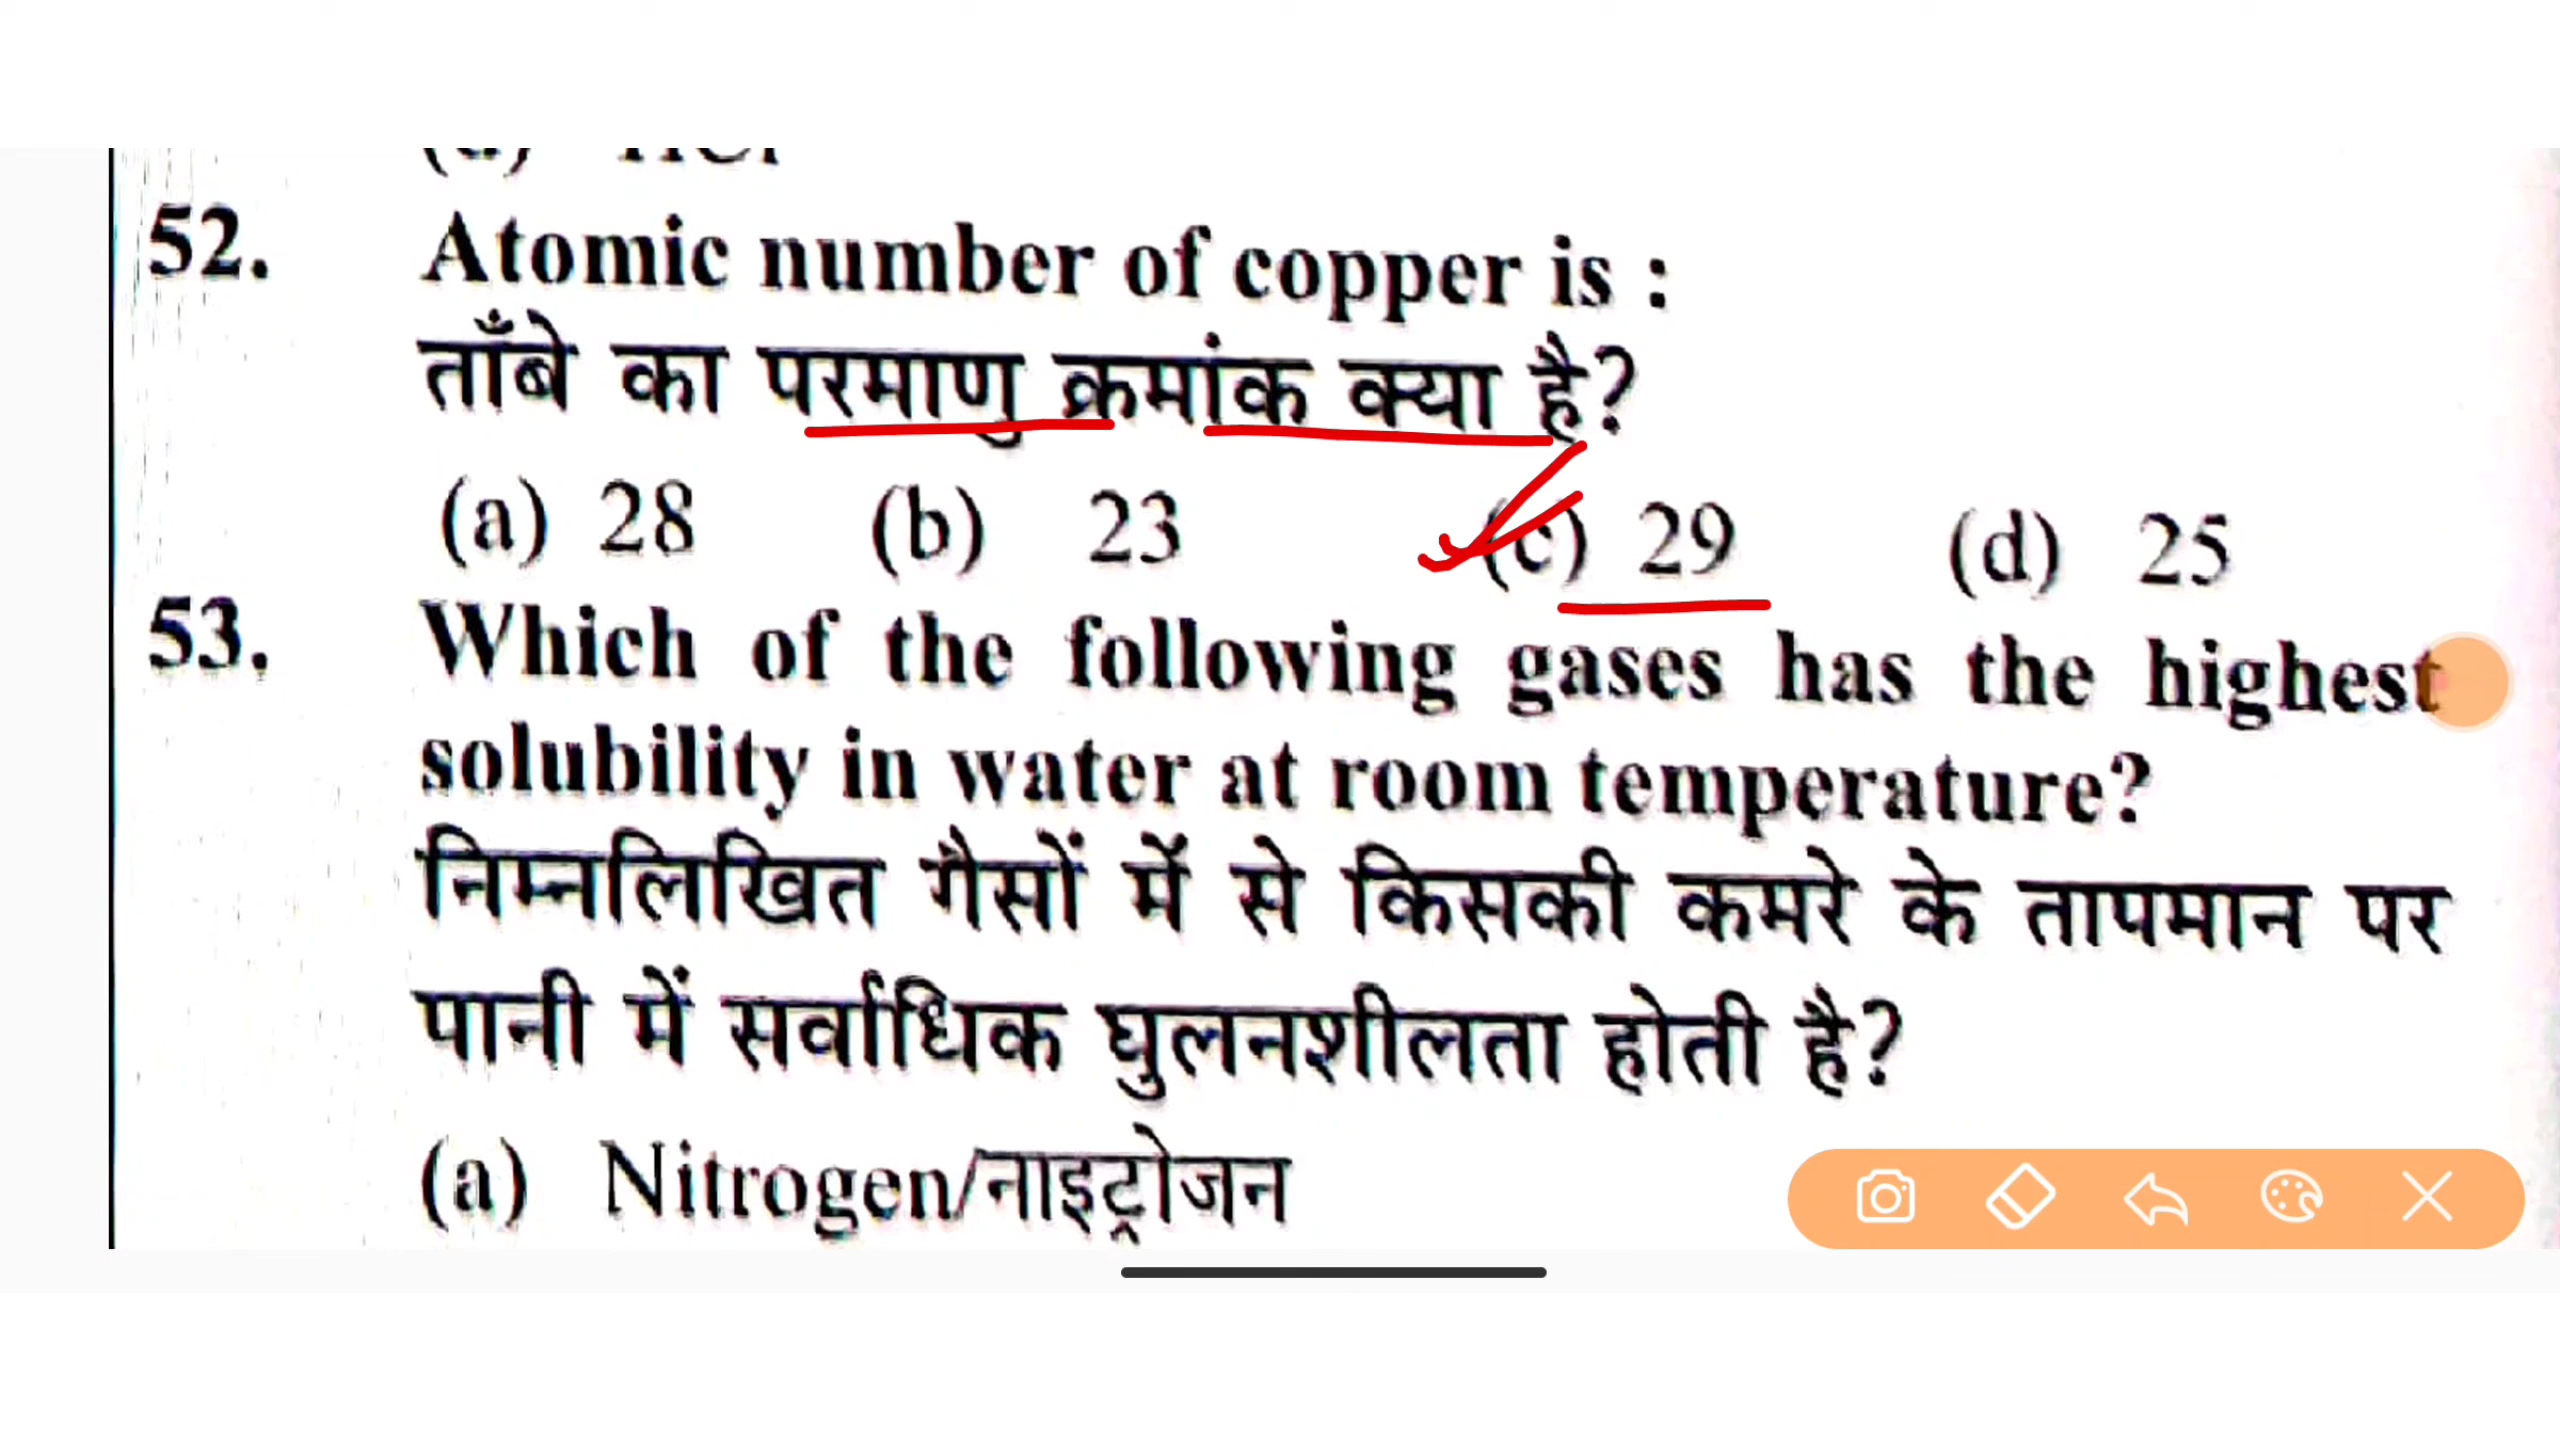 52. Atomic number of copper is :
ताँबे का परमाणु क्रमांक क्या है?
(a) 28 (b) 23 (c) 29 (d) 25
53. Which of the following gases has the highest
solubility in water at room temperature?
निम्नलिखित गैसों में से किसकी कमरे के तापमान पर
पानी में सर्वाधिक घुलनशीलता होती है?
(a) Nitrogen/नाइट्रोजन